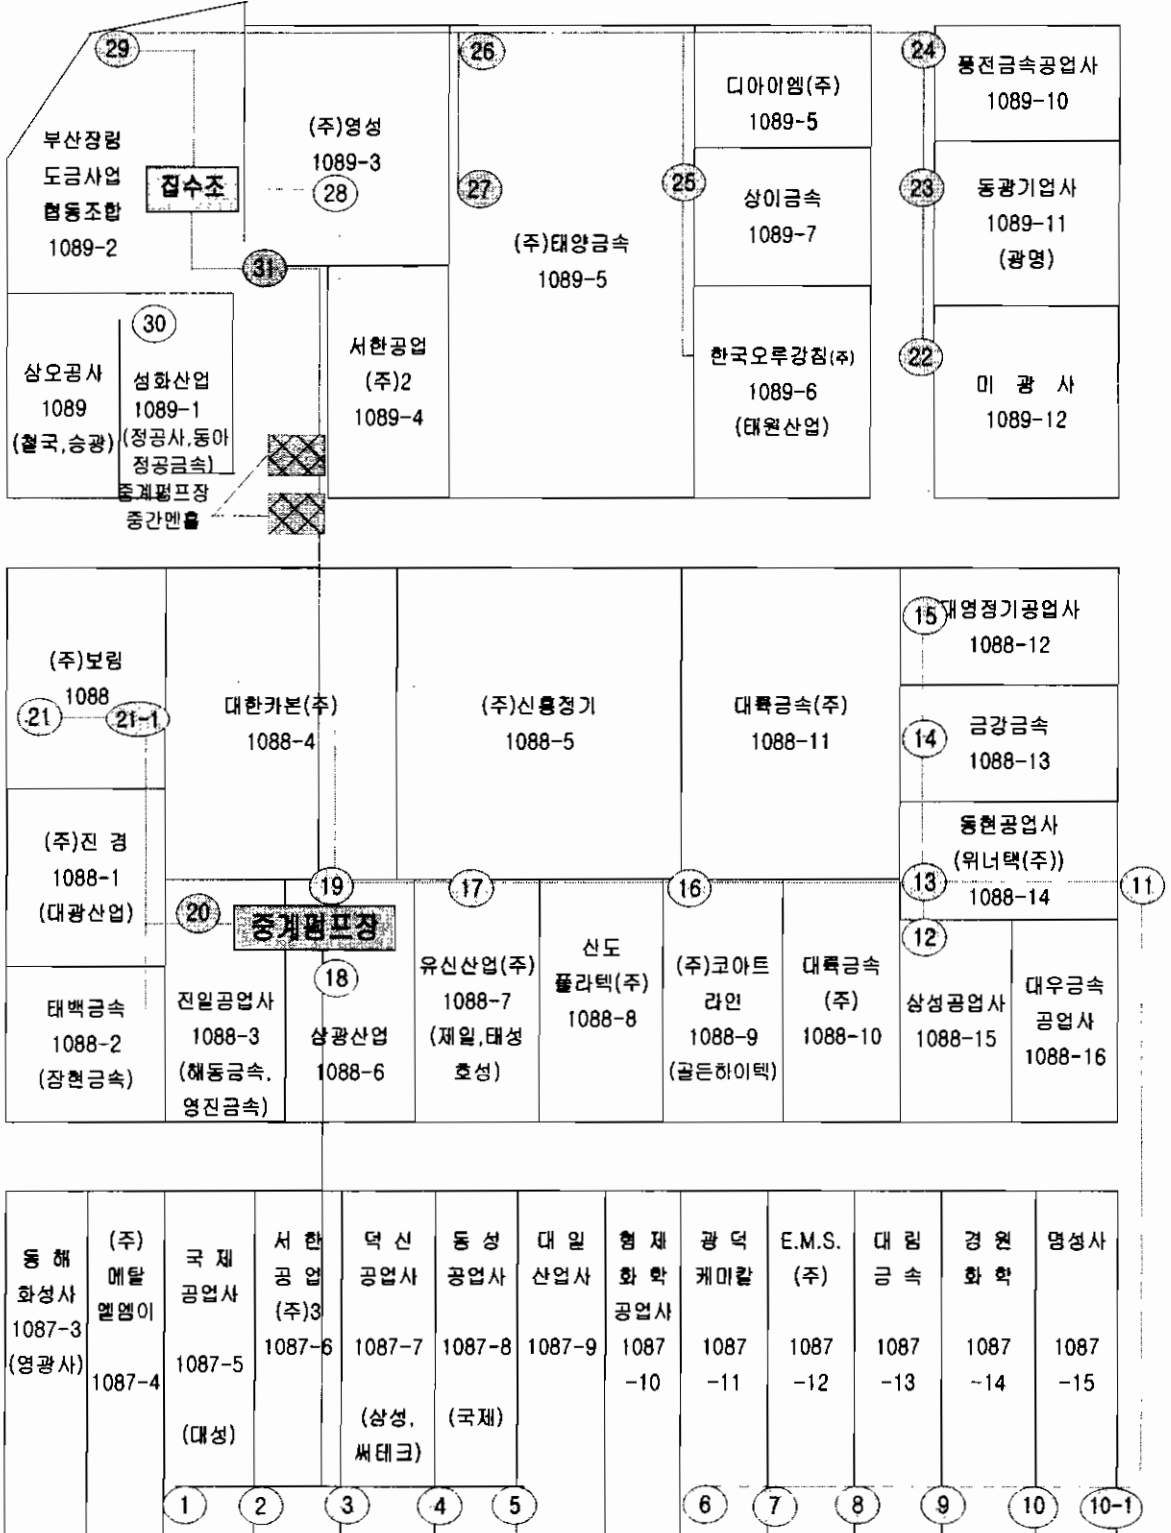 29
26
24
디아이엠(주)
1089-5
풍전금속공업사
1089-10
(주)영성
1089-3
28
부산장림
도금사업
협동조합
1089-2
집수조
27
25
상이금속
1089-7
23
동광기업사
1089-11
(광명)
(주)태양금속
1089-5
31
30
삼오공사
1089
(철국,승광)
성화산업
1089-1
(정공사,동아
정공금속)
중계펌프장
중간멘홀
서한공업
(주)2
1089-4
한국오루강침(주)
1089-6
(태원산업)
22
미 광 사
1089-12
(주)보림
1088
21
21-1
대한카본(주)
1088-4
(주)신흥정기
1088-5
대륙금속(주)
1088-11
15
대영정기공업사
1088-12
14
금강금속
1088-13
동현공업사
(위너택(주))
1088-14
13
11
(주)진 경
1088-1
(대광산업)
20
19
17
16
12
중계펌프장
18
태백금속
1088-2
(장현금속)
진일공업사
1088-3
(해동금속,
영진금속)
삼광산업
1088-6
유신산업(주)
1088-7
(제일,태성
호성)
산도
플라텍(주)
1088-8
(주)코아트
라인
1088-9
(골든하이텍)
대륙금속
(주)
1088-10
삼성공업사
1088-15
대우금속
공업사
1088-16
동 해
화성사
1087-3
(영광사)
(주)
메탈
엘엠이
1087-4
국 제
공업사
1087-5
(대성)
서 한
공 업
(주)3
1087-6
덕 신
공업사
1087-7
(삼성,
써테크)
동 성
공업사
1087-8
(국제)
대 일
산업사
1087-9
형 제
화 학
공업사
1087
-10
광 덕
케미칼
1087
-11
E.M.S.
(주)
1087
-12
대 림
금 속
1087
-13
경 원
화 학
1087
-14
명성사
1087
-15
1
2
3
4
5
6
7
8
9
10
10-1